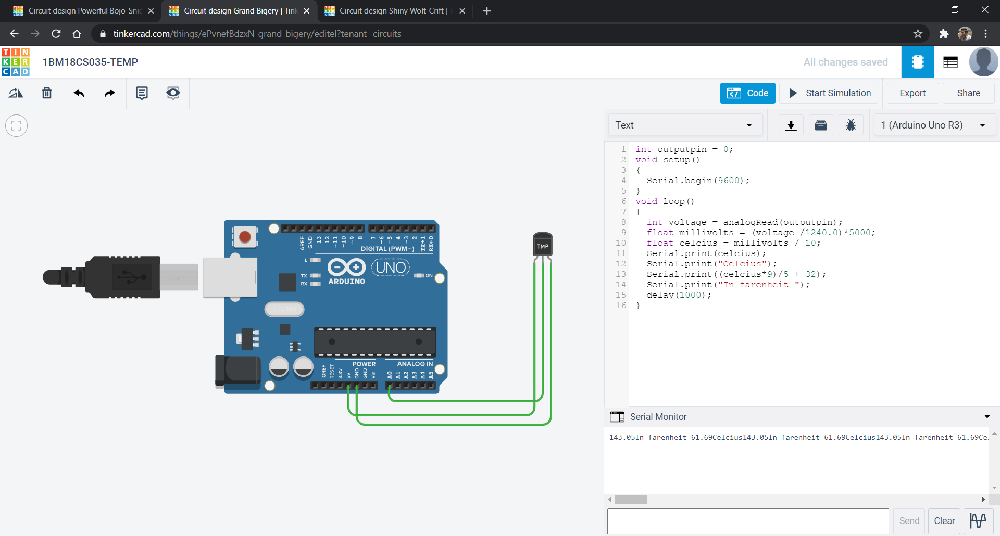 Circuit design Powerful Bojo-Snic
Circuit design Grand Bigery | Tink
Circuit design Shiny Wolt-Crift | T
tinkercad.com/things/ePvnefBdzxN-grand-bigery/editel?tenant=circuits
TIN
KER
CAD
1BM18CS035-TEMP
All changes saved
Code
Start Simulation
Export
Share
Text
1 (Arduino Uno R3)
1 int outputpin = 0;
2 void setup()
3 {
4 Serial.begin(9600);
5 }
6 void loop()
7 {
8 int voltage = analogRead(outputpin);
9 float millivolts = (voltage /1240.0)*5000;
10 float celcius = millivolts / 10;
11 Serial.print(celcius);
12 Serial.print("Celcius");
13 Serial.print((celcius*9)/5 + 32);
14 Serial.print("In farenheit ");
15 delay(1000);
16 }
AREF GND 13 12 ~11 ~10 ~9 8 7 ~6 ~5 4 ~3 2 TX→1 RX←0
DIGITAL (PWM~)
L
TX
RX
UNO
ARDUINO
ON
TMP
POWER
ANALOG IN
IOREF RESET 3.3V 5V GND GND Vin A0 A1 A2 A3 A4 A5
Serial Monitor
143.05In farenheit 61.69Celcius143.05In farenheit 61.69Celcius143.05In farenheit 61.69Cel
Send
Clear